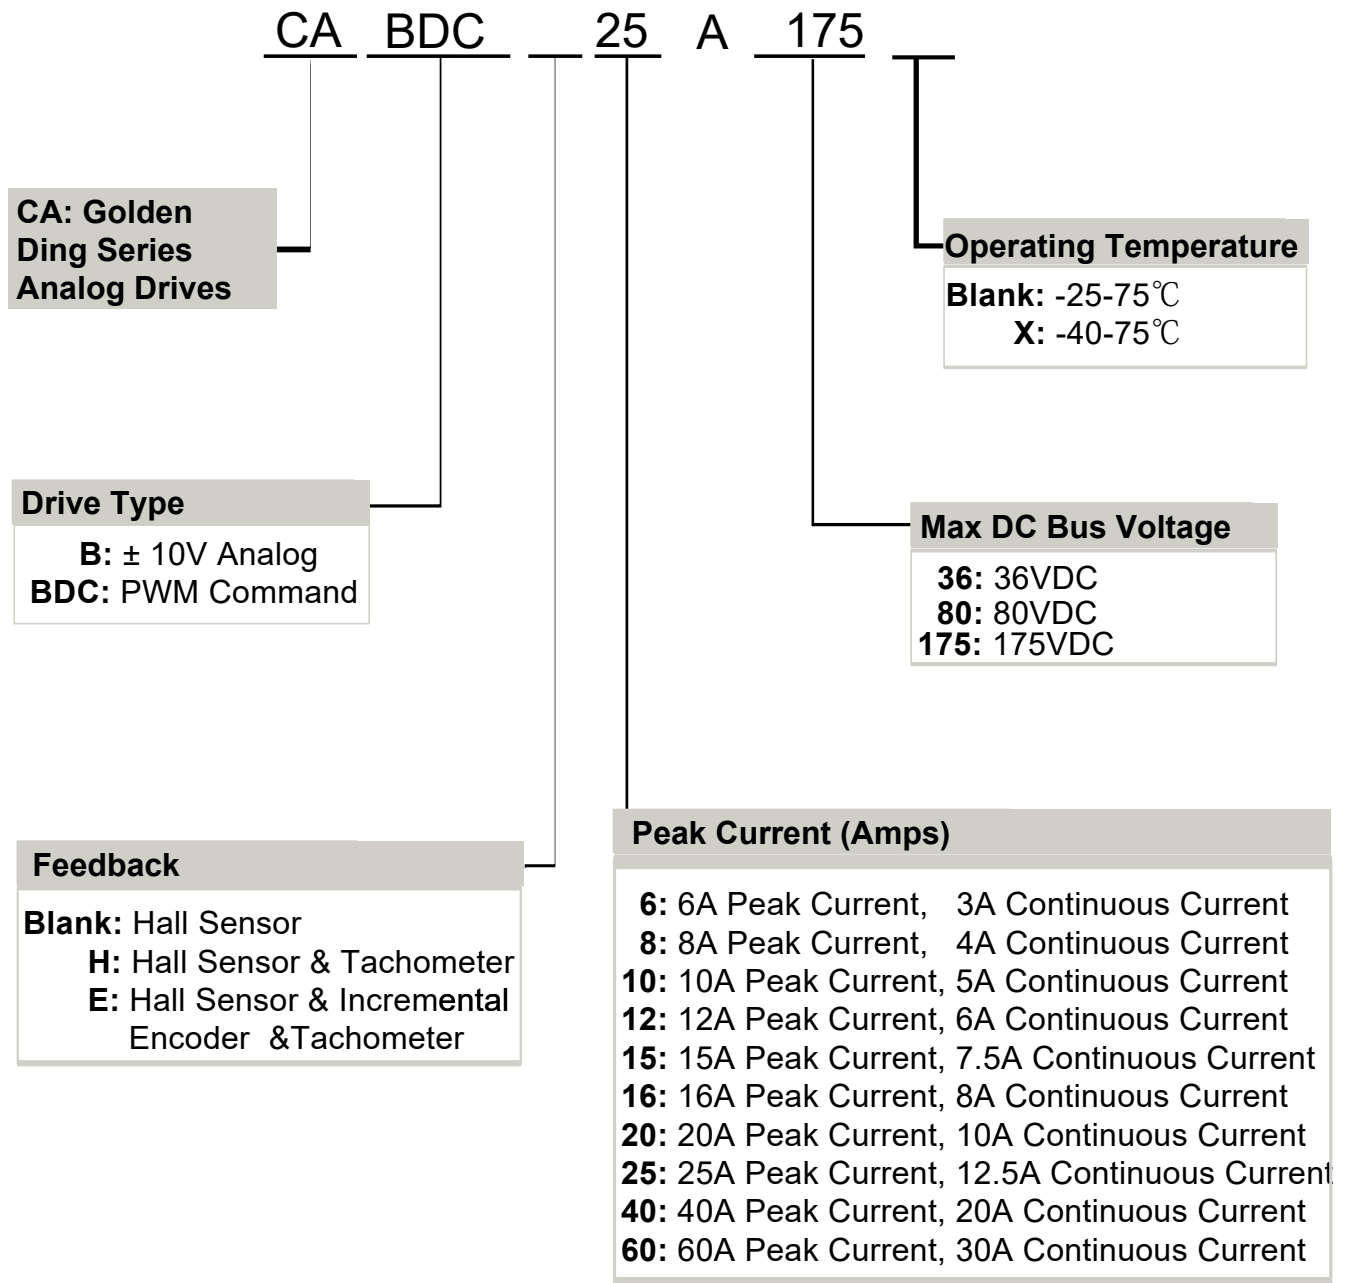 CA BDC 25 A 175
CA: Golden
Ding Series
Analog Drives
Operating Temperature
Blank: -25-75℃
X: -40-75℃
Drive Type
B: ± 10V Analog
BDC: PWM Command
Max DC Bus Voltage
36: 36VDC
80: 80VDC
175: 175VDC
Feedback
Blank: Hall Sensor
H: Hall Sensor & Tachometer
E: Hall Sensor & Incremental
Encoder &Tachometer
Peak Current (Amps)
6: 6A Peak Current, 3A Continuous Current
8: 8A Peak Current, 4A Continuous Current
10: 10A Peak Current, 5A Continuous Current
12: 12A Peak Current, 6A Continuous Current
15: 15A Peak Current, 7.5A Continuous Current
16: 16A Peak Current, 8A Continuous Current
20: 20A Peak Current, 10A Continuous Current
25: 25A Peak Current, 12.5A Continuous Current
40: 40A Peak Current, 20A Continuous Current
60: 60A Peak Current, 30A Continuous Current